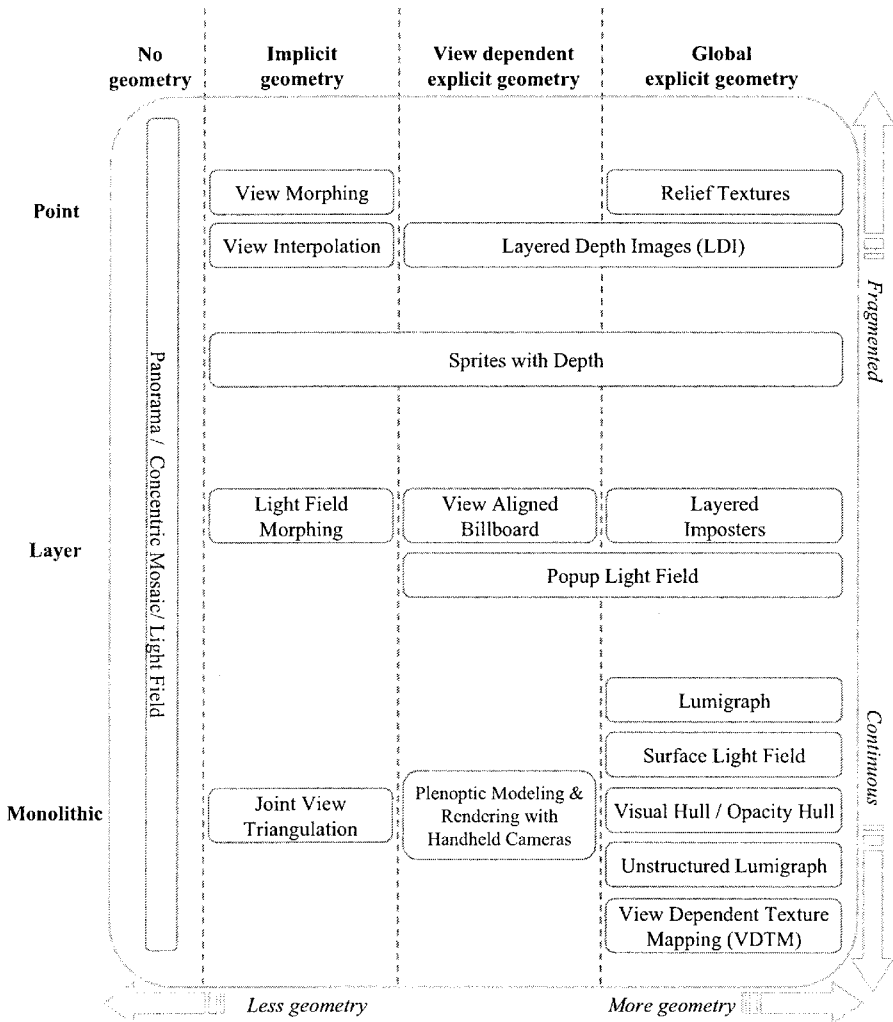 No
geometry
Implicit
geometry
View dependent
explicit geometry
Global
explicit geometry
Point
View Morphing
Relief Textures
View Interpolation
Layered Depth Images (LDI)
Fragmented
Sprites with Depth
Panorama / Concentric Mosaic/ Light Field
Layer
Light Field
Morphing
View Aligned
Billboard
Layered
Imposters
Popup Light Field
Lumigraph
Continuous
Surface Light Field
Monolithic
Joint View
Triangulation
Plenoptic Modeling &
Rendering with
Handheld Cameras
Visual Hull / Opacity Hull
Unstructured Lumigraph
View Dependent Texture
Mapping (VDTM)
Less geometry
More geometry